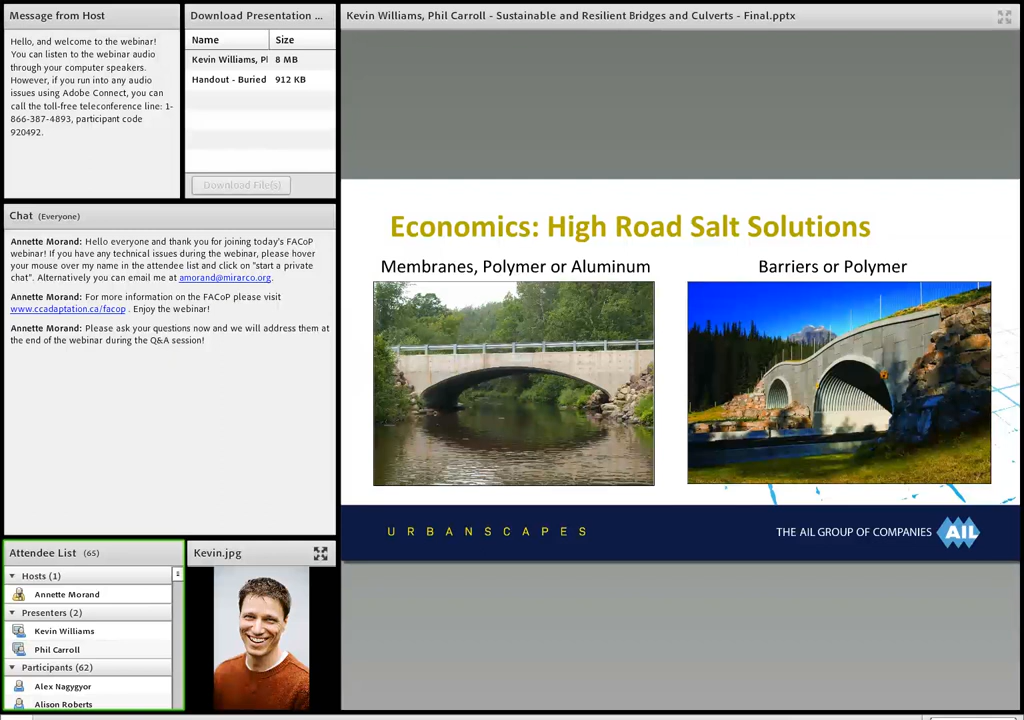 Message from Host
Hello, and welcome to the webinar!
You can listen to the webinar audio
through your computer speakers.
However, if you run into any audio
issues using Adobe Connect, you can
call the toll-free teleconference line: 1-
866-387-4893, participant code
920492.
Download Presentation ...
Name Size
Kevin Williams, Pl 8 MB
Handout - Buried 912 KB
Download File(s)
Chat (Everyone)
Annette Morand: Hello everyone and thank you for joining today's FACoP
webinar! If you have any technical issues during the webinar, please hover
your mouse over my name in the attendee list and click on "start a private
chat". Alternatively you can email me at amorand@mirarco.org.
Annette Morand: For more information on the FACoP please visit
www.ccadaptation.ca/facop . Enjoy the webinar!
Annette Morand: Please ask your questions now and we will address them at
the end of the webinar during the Q&A session!
Attendee List (65)
Hosts (1)
Annette Morand
Presenters (2)
Kevin Williams
Phil Carroll
Participants (62)
Alex Nagygyor
Alison Roberts
Kevin.jpg
Kevin Williams, Phil Carroll - Sustainable and Resilient Bridges and Culverts - Final.pptx
Economics: High Road Salt Solutions
Membranes, Polymer or Aluminum
Barriers or Polymer
URBANSCAPES
THE AIL GROUP OF COMPANIES AIL